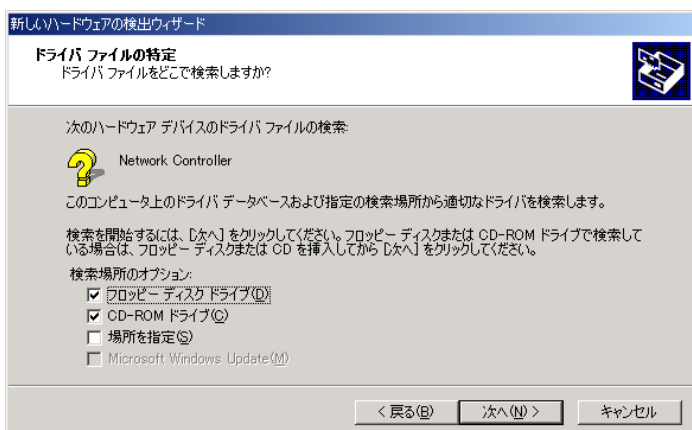 新しいハードウェアの検出ウィザード
ドライバ ファイルの特定
ドライバ ファイルをどこで検索しますか?
次のハードウェア デバイスのドライバ ファイルの検索:
Network Controller
このコンピュータ上のドライバ データベースおよび指定の検索場所から適切なドライバを検索します。
検索を開始するには、[次へ] をクリックしてください。フロッピー ディスクまたは CD-ROM ドライブで検索して
いる場合は、フロッピー ディスクまたは CD を挿入してから [次へ] をクリックしてください。
検索場所のオプション:
フロッピー ディスク ドライブ(D)
CD-ROM ドライブ(C)
場所を指定(S)
Microsoft Windows Update(M)
< 戻る(B) 次へ(N) > キャンセル